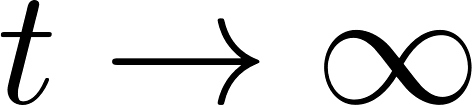 t → ∞